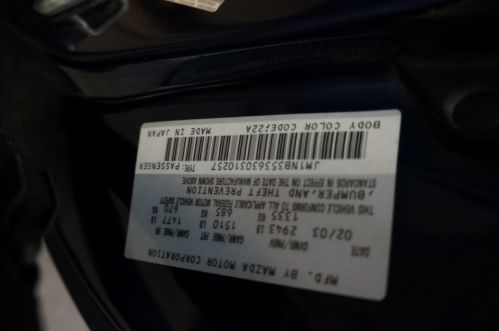 MFD. BY MAZDA MOTOR CORPORATION
DATE GVWR/PNBE GAWR/PNBE FRT GAWR/PNBE RR
02/03 2943 LB 1510 LB 1477 LB
1335 KG 685 KG 670 KG
THIS VEHICLE CONFORMS TO ALL APPLICABLE FEDERAL MOTOR VEHICLE SAFETY
, BUMPER, AND THEFT PREVENTION
STANDARDS IN EFFECT ON THE DATE OF MANUFACTURE SHOWN ABOVE.
JM1NB353630310257 TYPE: PASSENGER
BODY COLOR CODE:22A MADE IN JAPAN